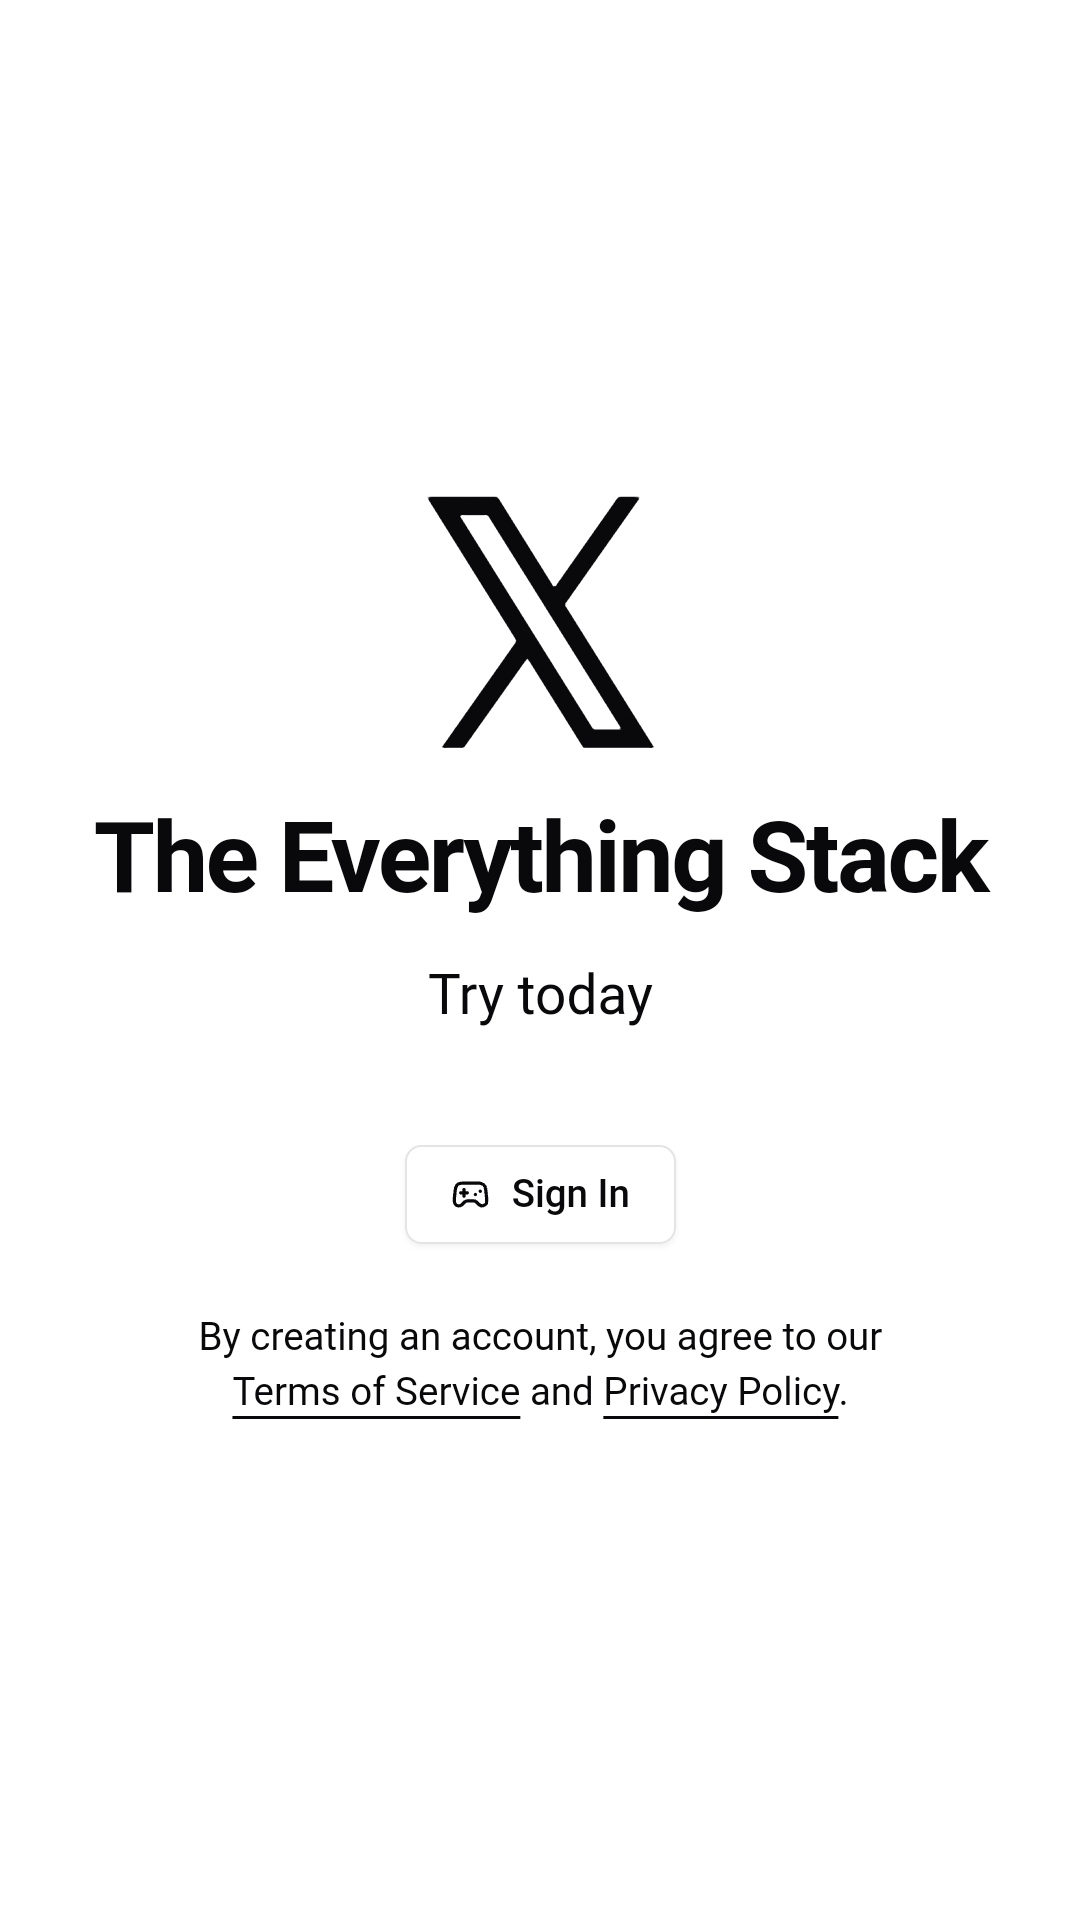 X
The Everything Stack
Try today
Sign In
By creating an account, you agree to our
Terms of Service and Privacy Policy.